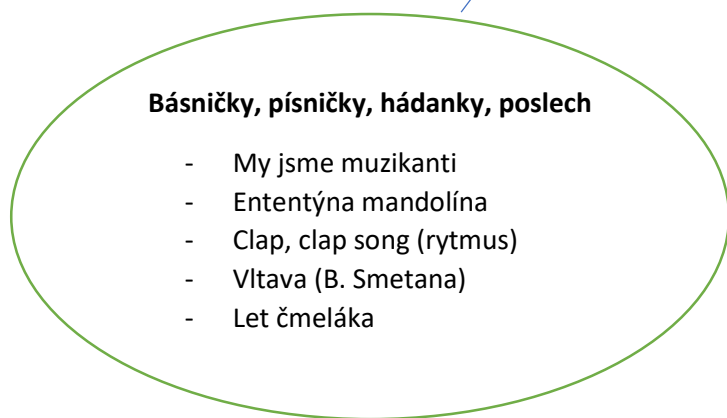 Básničky, písničky, hádanky, poslech
- My jsme muzikanti
- Ententýna mandolína
- Clap, clap song (rytmus)
- Vltava (B. Smetana)
- Let čmeláka